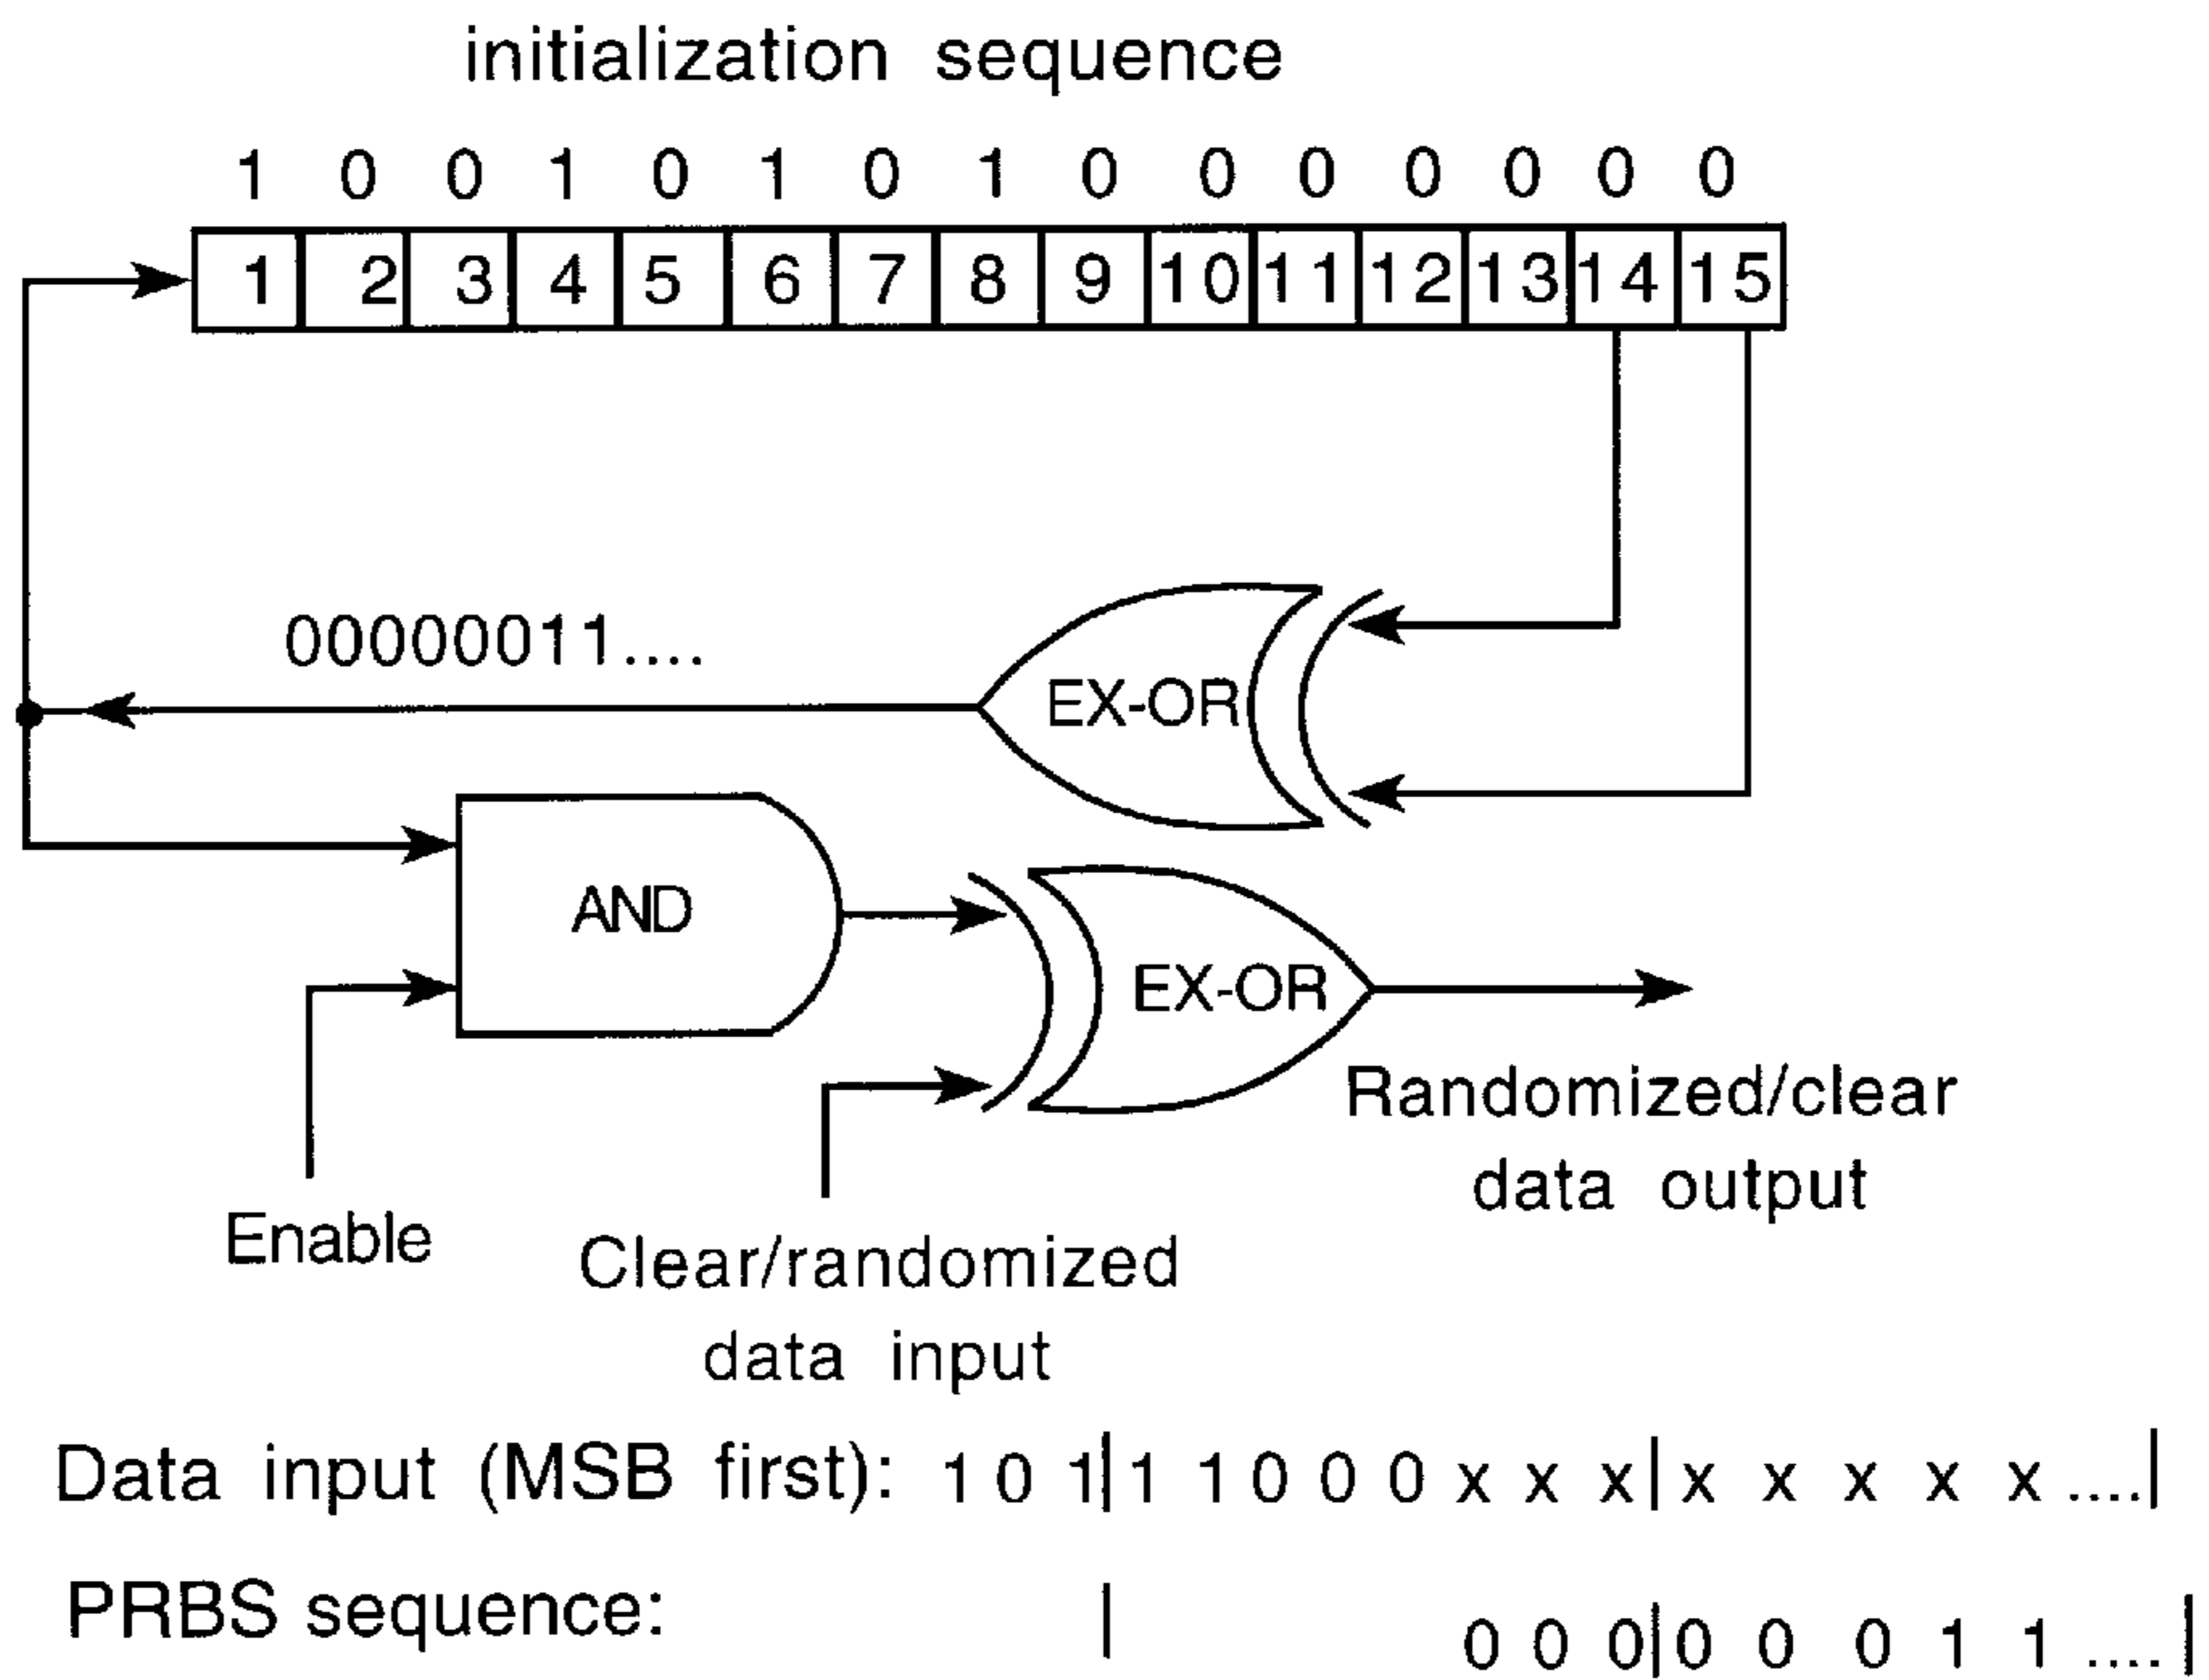 initialization sequence
1 0 0 1 0 1 0 1 0 0 0 0 0 0 0
1 2 3 4 5 6 7 8 9 10 11 12 13 14 15
00000011....
EX-OR
AND
EX-OR
Randomized/clear
data output
Enable
Clear/randomized
data input
Data input (MSB first): 1 0 1|1 1 0 0 0 x x x|x x x x x ....|
PRBS sequence: | 0 0 0|0 0 0 1 1 ....|